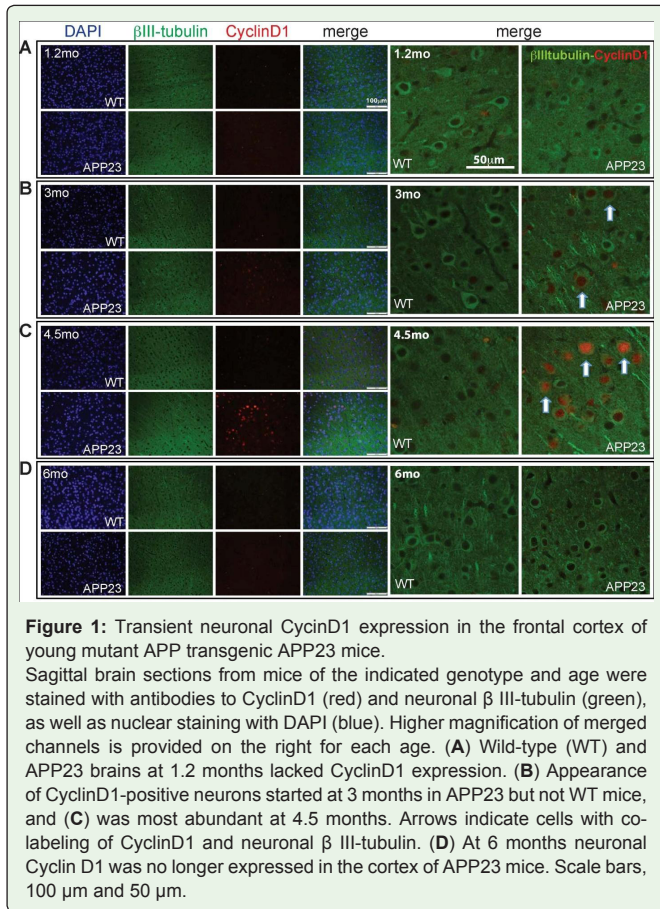 DAPI βIII-tubulin CyclinD1 merge merge
A
1.2mo
WT
100μm
APP23
1.2mo
WT
50μm
βIIItubulin-CyclinD1
APP23
B
3mo
WT
APP23
3mo
WT
APP23
C
4.5mo
WT
APP23
4.5mo
WT
APP23
D
6mo
WT
APP23
6mo
WT
APP23
Figure 1: Transient neuronal CycinD1 expression in the frontal cortex of
young mutant APP transgenic APP23 mice.
Sagittal brain sections from mice of the indicated genotype and age were
stained with antibodies to CyclinD1 (red) and neuronal β III-tubulin (green),
as well as nuclear staining with DAPI (blue). Higher magnification of merged
channels is provided on the right for each age. (A) Wild-type (WT) and
APP23 brains at 1.2 months lacked CyclinD1 expression. (B) Appearance
of CyclinD1-positive neurons started at 3 months in APP23 but not WT mice,
and (C) was most abundant at 4.5 months. Arrows indicate cells with co-
labeling of CyclinD1 and neuronal β III-tubulin. (D) At 6 months neuronal
Cyclin D1 was no longer expressed in the cortex of APP23 mice. Scale bars,
100 μm and 50 μm.